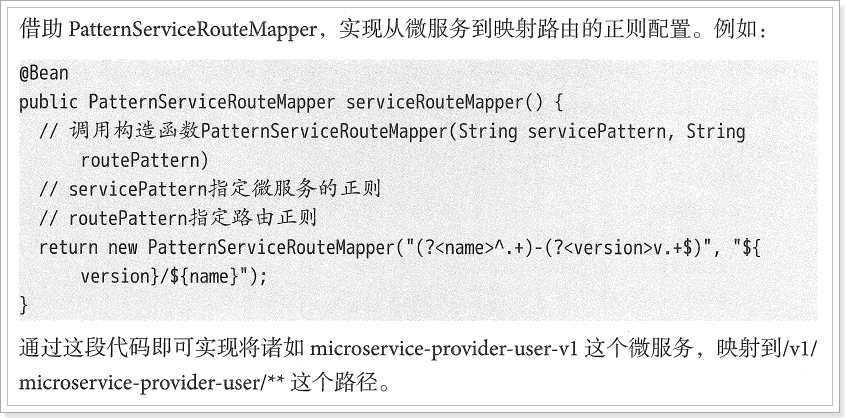 借助 PatternServiceRouteMapper，实现从微服务到映射路由的正则配置。例如：
@Bean
public PatternServiceRouteMapper serviceRouteMapper() {
// 调用构造函数PatternServiceRouteMapper(String servicePattern, String
routePattern)
// servicePattern指定微服务的正则
// routePattern指定路由正则
return new PatternServiceRouteMapper("(?<name>^.+)-(?<version>v.+$)", "${
version}/${name}");
}
通过这段代码即可实现将诸如 microservice-provider-user-v1 这个微服务，映射到/v1/
microservice-provider-user/** 这个路径。